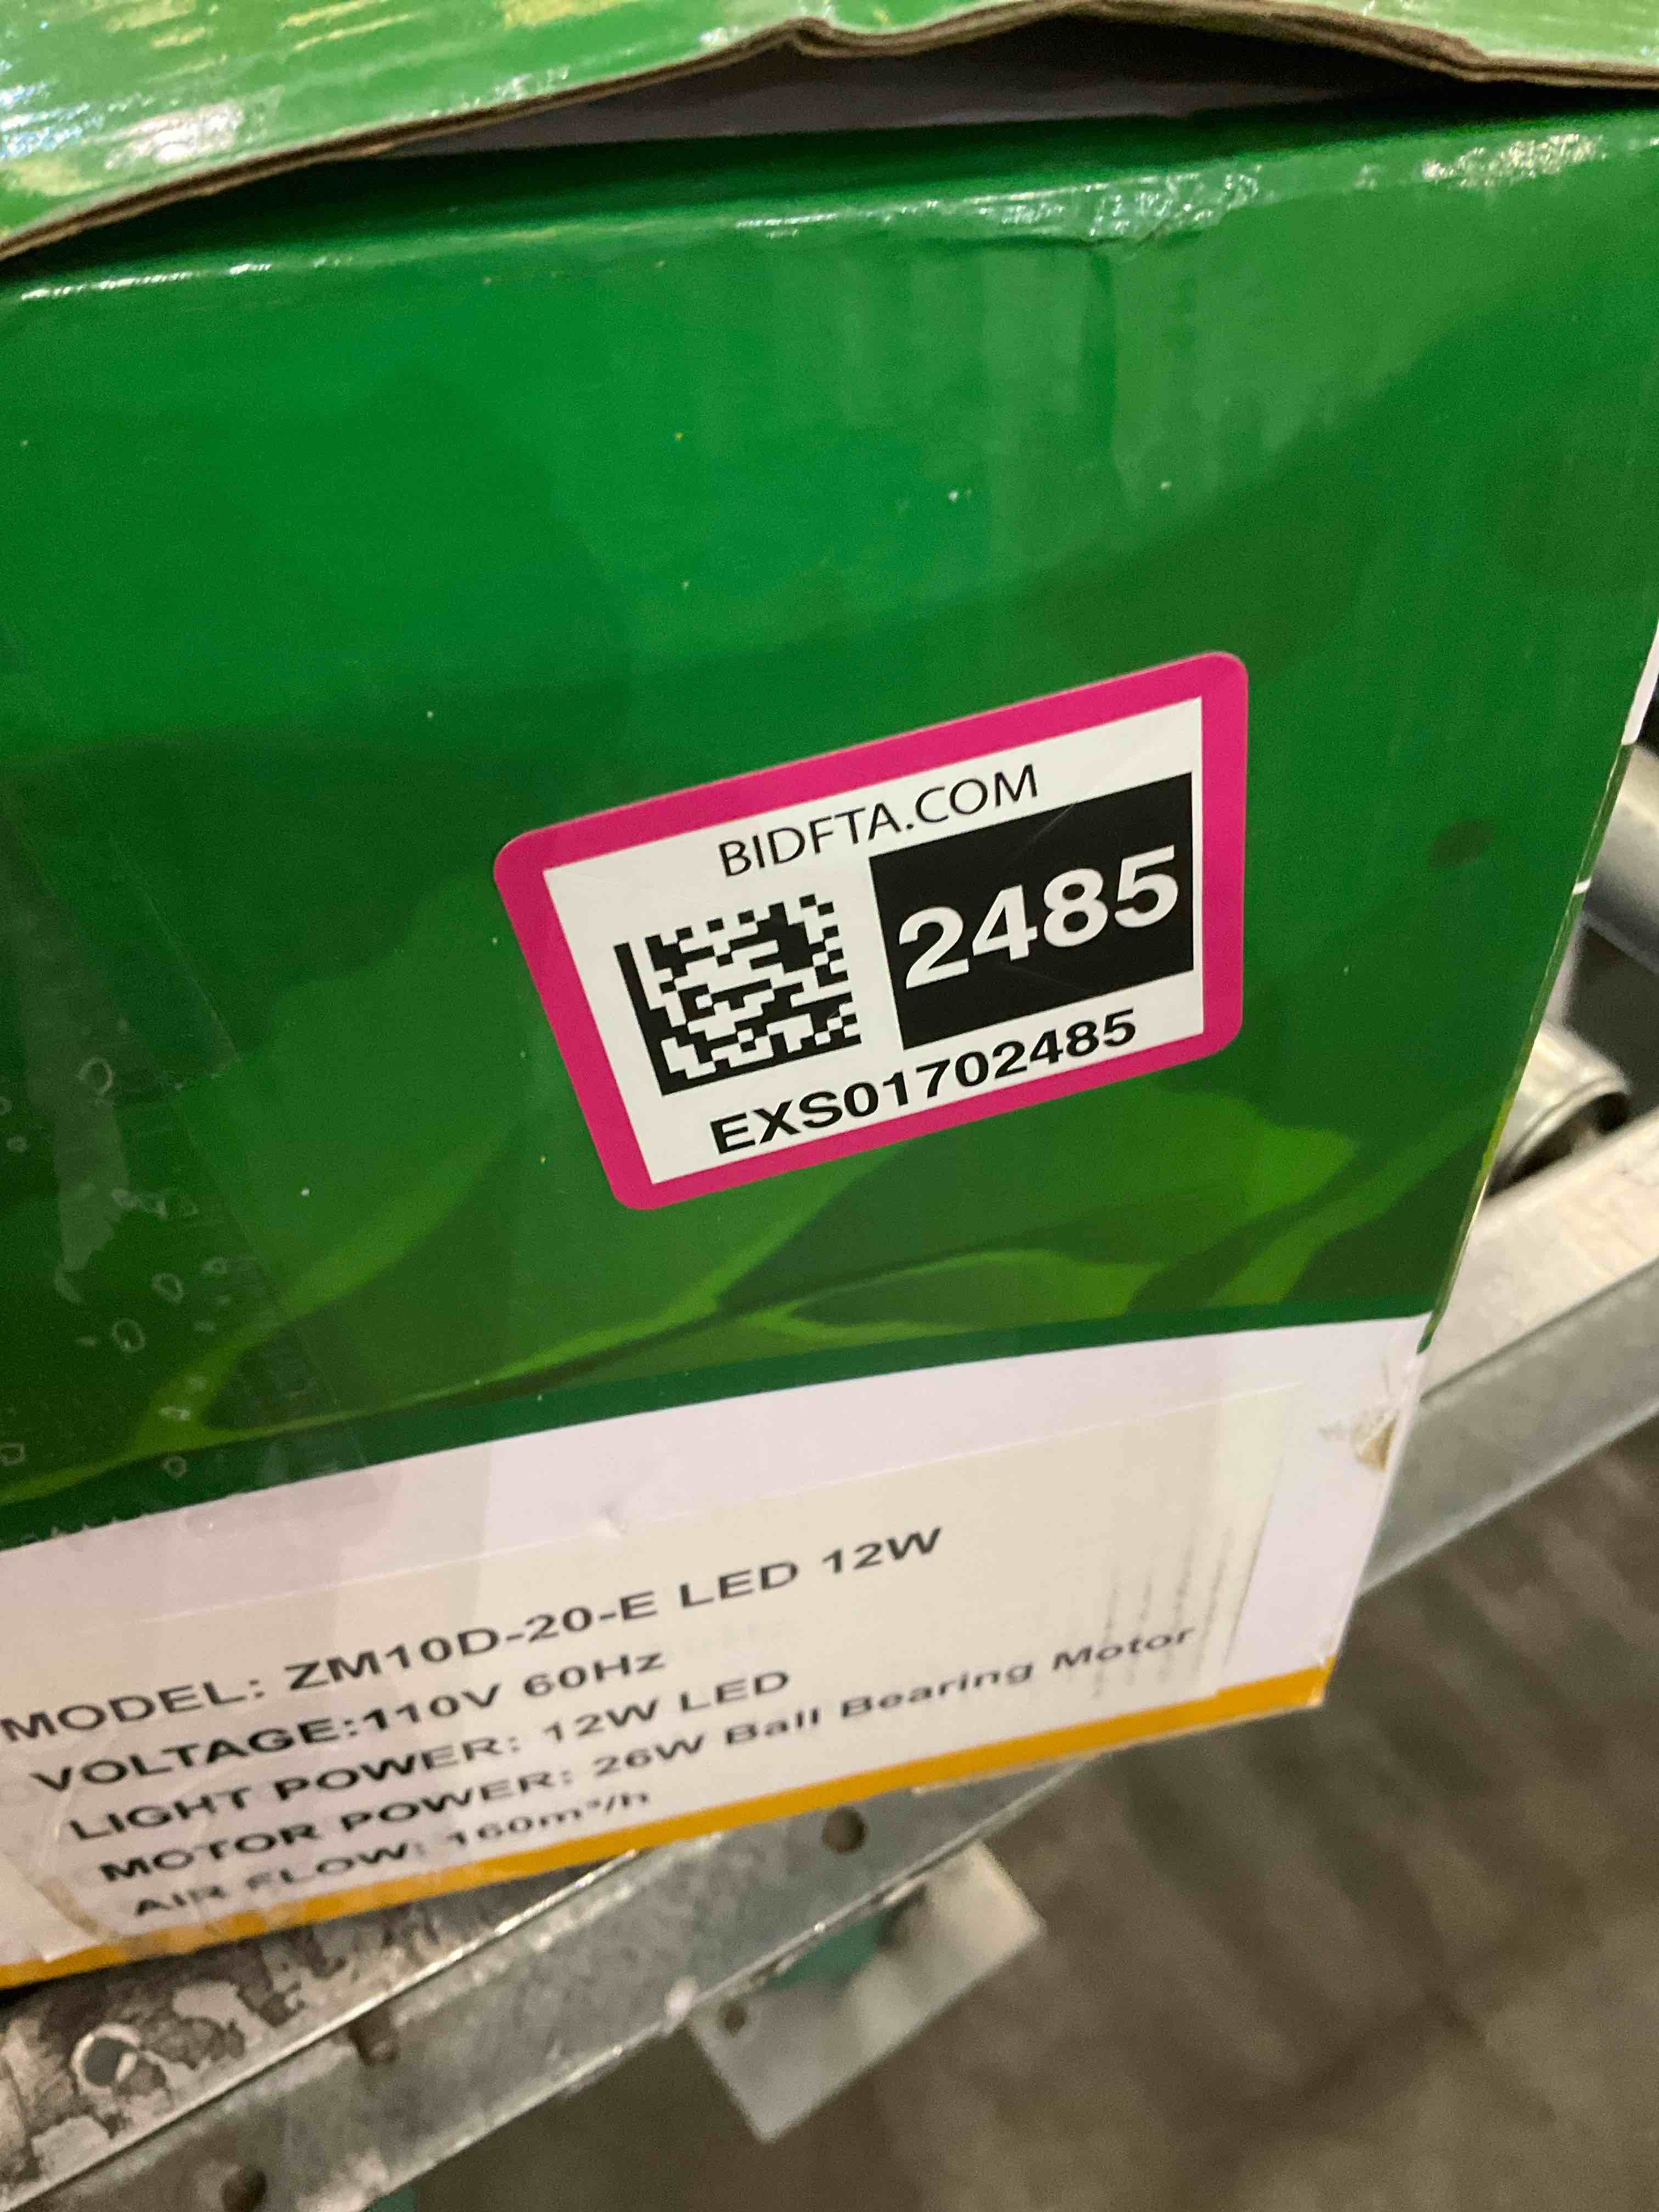 BIDFTA.COM
2485
EXS01702485
MODEL: ZM10D-20-E LED 12W
VOLTAGE:110V 60Hz
LIGHT POWER: 12W LED
MOTOR POWER: 26W Ball Bearing Motor
AIR FLOW: 160m³/h